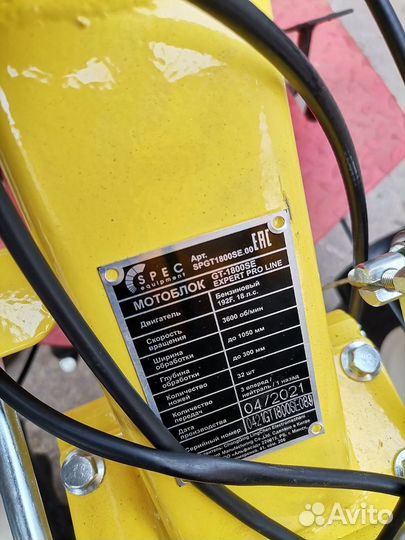 SPEC
equipment
Арт.
SPGT1800SE.00
EAC
МОТОБЛОК
GT-1800SE
EXPERT PRO LINE
Двигатель
Бензиновый
192F, 18 л.с.
Скорость
вращения
3600 об/мин
Ширина
обработки
до 1050 мм
Глубина
обработки
до 300 мм
Количество
ножей
32 шт
Количество
передач
3 вперед /
нейтраль / 1 назад
Дата
производства
04/2021
Серийный номер
Avito